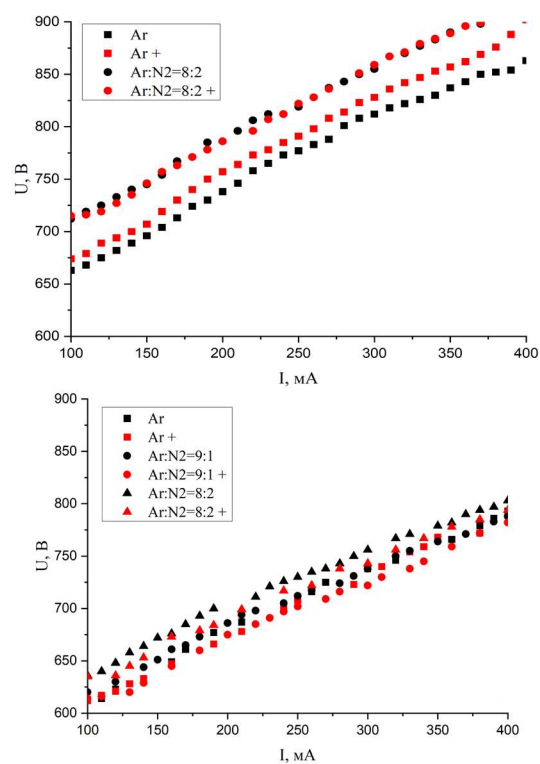 900
850
800
750
700
650
600
U, В
Ar
Ar +
Ar:N2=8:2
Ar:N2=8:2 +
100 150 200 250 300 350 400
I, мА
900
850
800
750
700
650
600
U, В
Ar
Ar +
Ar:N2=9:1
Ar:N2=9:1 +
Ar:N2=8:2
Ar:N2=8:2 +
100 150 200 250 300 350 400
I, мА